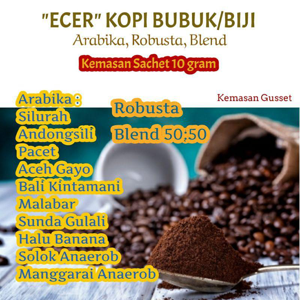 "ECER" KOPI BUBUK/BIJI
Arabika, Robusta, Blend
Kemasan Sachet 10 gram
Kemasan Gusset
Arabika :
Silurah
Andongsili
Pacet
Aceh Gayo
Bali Kintamani
Malabar
Sunda Gulali
Halu Banana
Solok Anaerob
Manggarai Anaerob
Robusta
Blend 50:50